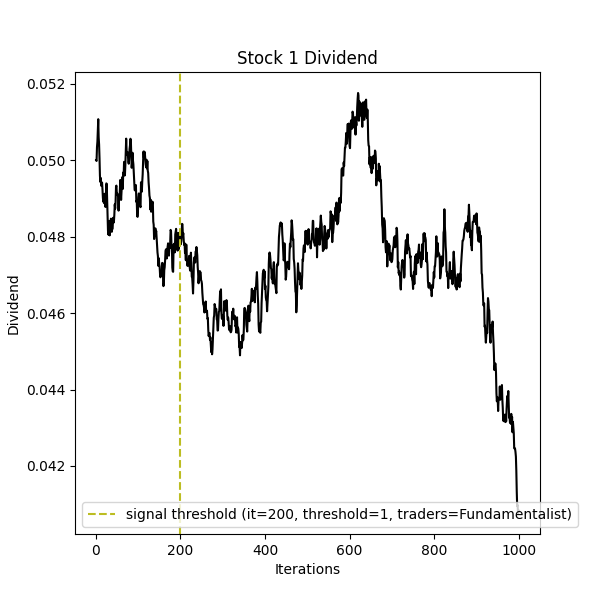 Stock 1 Dividend
0.052
0.050
0.048
0.046
0.044
0.042
Dividend
signal threshold (it=200, threshold=1, traders=Fundamentalist)
0 200 400 600 800 1000
Iterations